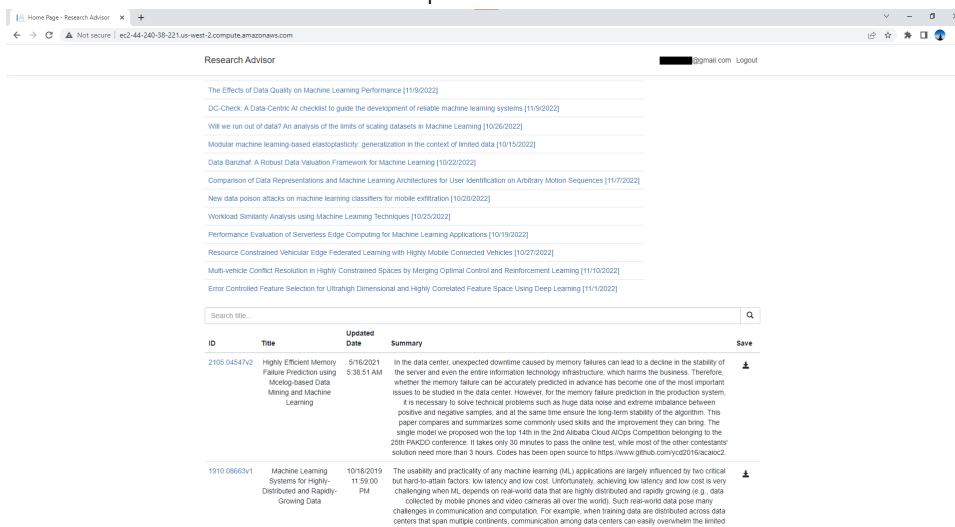 Home Page - Research Advisor
Not secure | ec2-44-240-38-221.us-west-2.compute.amazonaws.com
Research Advisor
@gmail.com Logout
The Effects of Data Quality on Machine Learning Performance [11/9/2022]
DC-Check: A Data-Centric AI checklist to guide the development of reliable machine learning systems [11/9/2022]
Will we run out of data? An analysis of the limits of scaling datasets in Machine Learning [10/26/2022]
Modular machine learning-based elastoplasticity: generalization in the context of limited data [10/15/2022]
Data Banzhaf: A Robust Data Valuation Framework for Machine Learning [10/22/2022]
Comparison of Data Representations and Machine Learning Architectures for User Identification on Arbitrary Motion Sequences [11/7/2022]
New data poison attacks on machine learning classifiers for mobile exfiltration [10/20/2022]
Workload Similarity Analysis using Machine Learning Techniques [10/25/2022]
Performance Evaluation of Serverless Edge Computing for Machine Learning Applications [10/19/2022]
Resource Constrained Vehicular Edge Federated Learning with Highly Mobile Connected Vehicles [10/27/2022]
Multi-vehicle Conflict Resolution in Highly Constrained Spaces by Merging Optimal Control and Reinforcement Learning [11/10/2022]
Error Controlled Feature Selection for Ultrahigh Dimensional and Highly Correlated Feature Space Using Deep Learning [11/1/2022]
Search title...
ID Title Updated Date Summary Save
2105.04547v2
Highly Efficient Memory
Failure Prediction using
Mcelog-based Data
Mining and Machine
Learning
5/16/2021
5:38:51 AM
In the data center, unexpected downtime caused by memory failures can lead to a decline in the stability of
the server and even the entire information technology infrastructure, which harms the business. Therefore,
whether the memory failure can be accurately predicted in advance has become one of the most important
issues to be studied in the data center. However, for the memory failure prediction in the production system,
it is necessary to solve technical problems such as huge data noise and extreme imbalance between
positive and negative samples, and at the same time ensure the long-term stability of the algorithm. This
paper compares and summarizes some commonly used skills and the improvement they can bring. The
single model we proposed won the top 14th in the 2nd Alibaba Cloud AIOps Competition belonging to the
25th PAKDD conference. It takes only 30 minutes to pass the online test, while most of the other contestants'
solution need more than 3 hours. Codes has been open source to https://www.github.com/ycd2016/acaioc2.
1910.08663v1
Machine Learning
Systems for Highly-
Distributed and Rapidly-
Growing Data
10/18/2019
11:59:00
PM
The usability and practicality of any machine learning (ML) applications are largely influenced by two critical
but hard-to-attain factors: low latency and low cost. Unfortunately, achieving low latency and low cost is very
challenging when ML depends on real-world data that are highly distributed and rapidly growing (e.g., data
collected by mobile phones and video cameras all over the world). Such real-world data pose many
challenges in communication and computation. For example, when training data are distributed across data
centers that span multiple continents, communication among data centers can easily overwhelm the limited